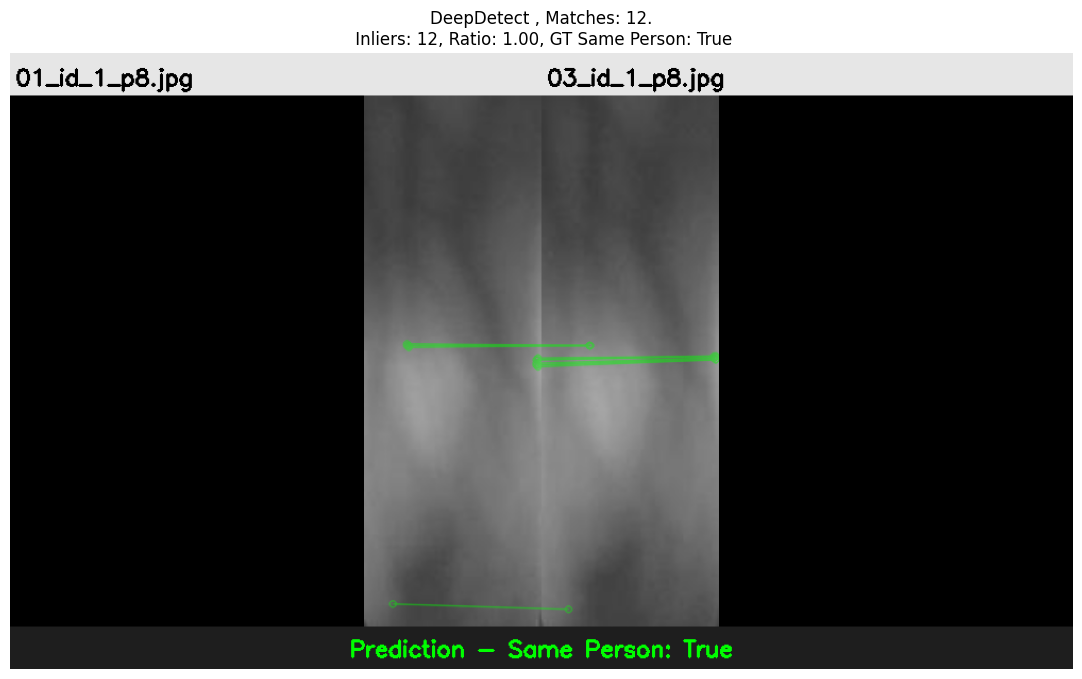 DeepDetect , Matches: 12.
Inliers: 12, Ratio: 1.00, GT Same Person: True
01_id_1_p8.jpg
03_id_1_p8.jpg
Prediction - Same Person: True